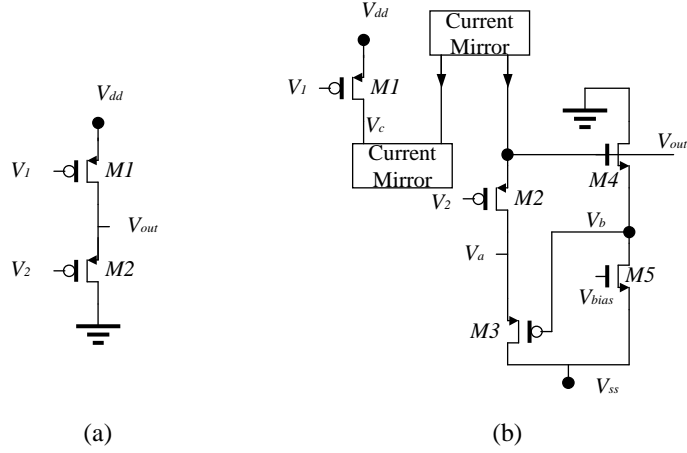 Vdd
V1
M1
Vout
V2
M2
(a)
Vdd
V1
M1
Vc
Current
Mirror
Current
Mirror
Vout
M4
V2
M2
Va
Vb
M5
Vbias
M3
Vss
(b)